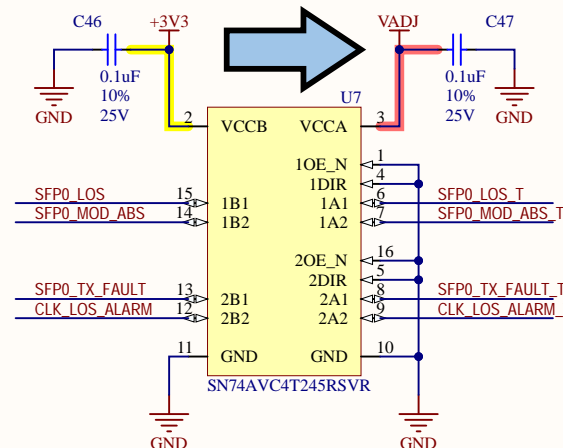 C46 +3V3 VADJ C47
0.1uF 0.1uF
10% 10%
25V 25V
GND U7 GND
2 VCCB VCCA 3
1OE_N 1
1DIR 4
SFP0_LOS 15 1B1 1A1 6 SFP0_LOS_T
SFP0_MOD_ABS 14 1B2 1A2 7 SFP0_MOD_ABS_T
2OE_N 16
2DIR 5
SFP0_TX_FAULT 13 2B1 2A1 8 SFP0_TX_FAULT_T
CLK_LOS_ALARM 12 2B2 2A2 9 CLK_LOS_ALARM_
11 GND GND 10
SN74AVC4T245RSVR
GND GND